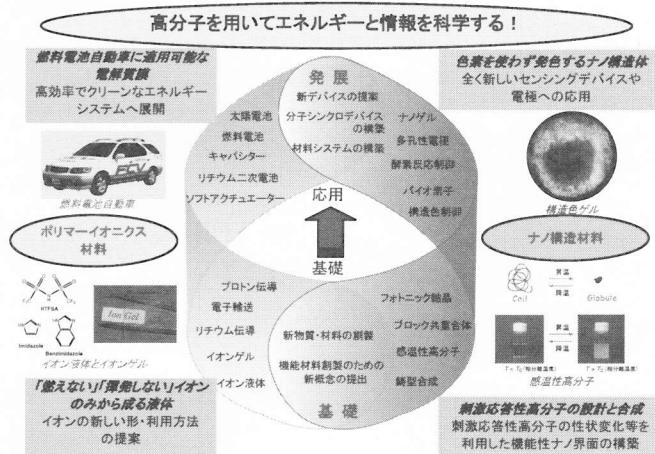 高分子を用いてエネルギーと情報を科学する！
燃料電池自動車に適用可能な
電解質膜
高効率でクリーンなエネルギー
システムへ展開
燃料電池自動車
ポリマーイオニクス
材料
HTFSA
Imidazole
Benzimidazole
Ion Gel
イオン液体とイオンゲル
「燃えない」「揮発しない」イオン
のみから成る液体
イオンの新しい形・利用方法
の提案
発展
新デバイスの提案
分子シンクロデバイス
の構築
材料システムの構築
太陽電池
燃料電池
キャパシター
リチウム二次電池
ソフトアクチュエーター
ナノゲル
多孔性電極
酵素反応制御
バイオ素子
構造色制御
応用
基礎
プロトン伝導
電子輸送
リチウム伝導
イオンゲル
イオン液体
新物質・材料の創製
機能材料創製のための
新概念の提出
フォトニック結晶
ブロック共重合体
感温性高分子
鋳型合成
基礎
色素を使わず発色するナノ構造体
全く新しいセンシングデバイスや
電極への応用
構造色ゲル
ナノ構造材料
Coil
昇温
降温
Globule
昇温
降温
感温性高分子
刺激応答性高分子の設計と合成
刺激応答性高分子の性状変化等を
利用した機能性ナノ界面の構築